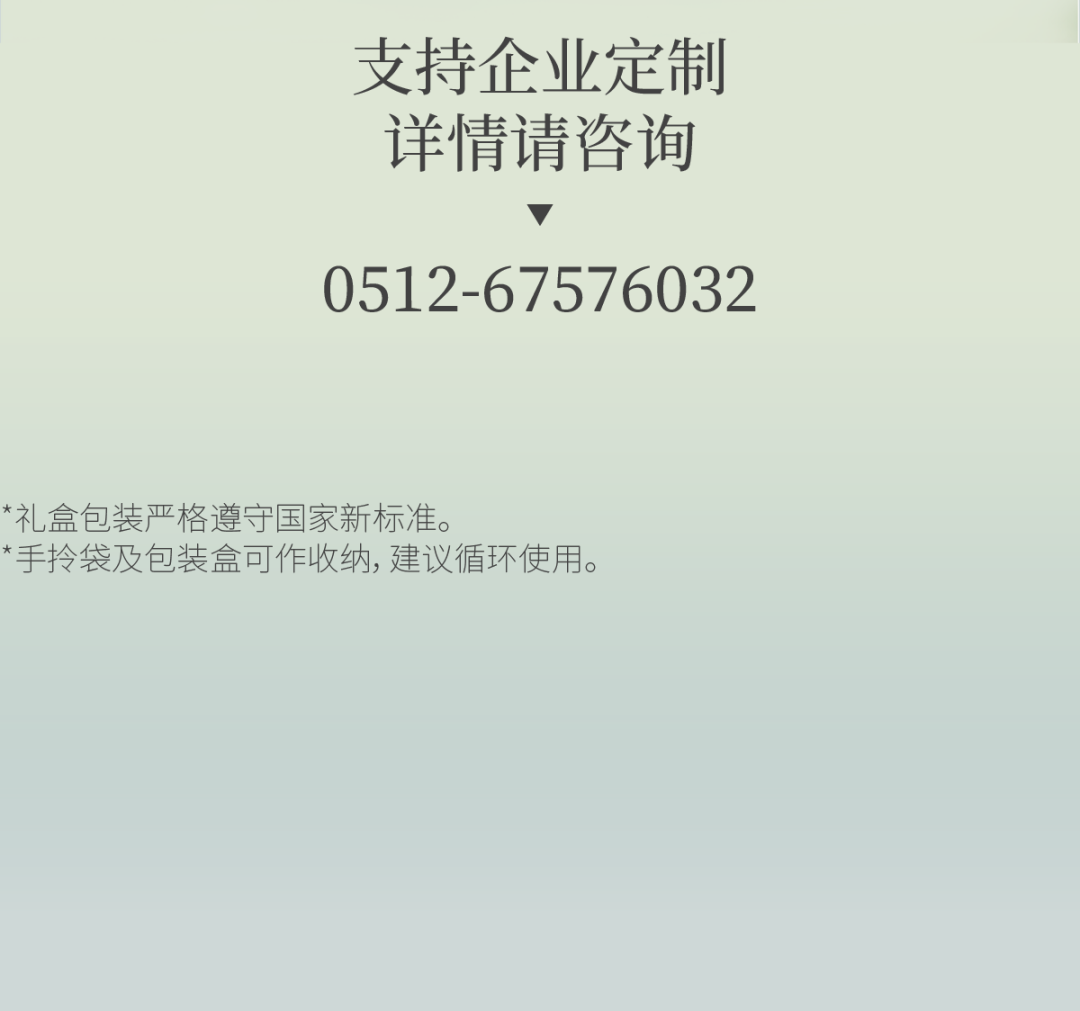 支持企业定制
详情请咨询
▼
0512-67576032
*礼盒包装严格遵守国家新标准。
*手拎袋及包装盒可作收纳，建议循环使用。